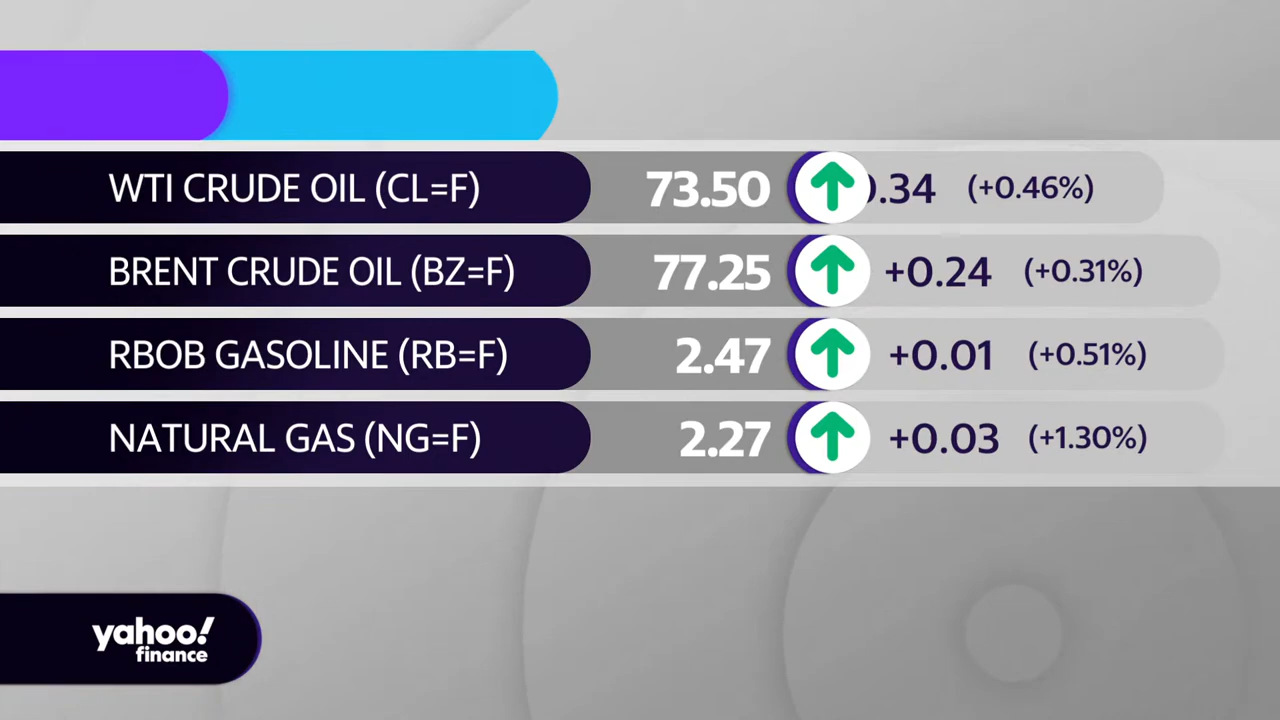 WTI CRUDE OIL (CL=F) 73.50 0.34 (+0.46%)
BRENT CRUDE OIL (BZ=F) 77.25 +0.24 (+0.31%)
RBOB GASOLINE (RB=F) 2.47 +0.01 (+0.51%)
NATURAL GAS (NG=F) 2.27 +0.03 (+1.30%)
yahoo!
finance